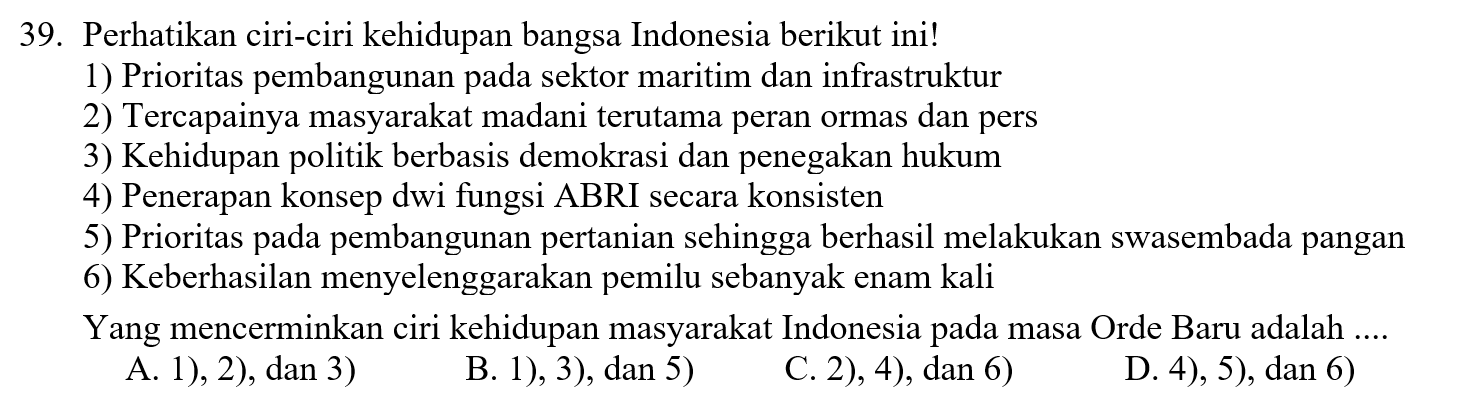 39. Perhatikan ciri-ciri kehidupan bangsa Indonesia berikut ini!
1) Prioritas pembangunan pada sektor maritim dan infrastruktur
2) Tercapainya masyarakat madani terutama peran ormas dan pers
3) Kehidupan politik berbasis demokrasi dan penegakan hukum
4) Penerapan konsep dwi fungsi ABRI secara konsisten
5) Prioritas pada pembangunan pertanian sehingga berhasil melakukan swasembada pangan
6) Keberhasilan menyelenggarakan pemilu sebanyak enam kali
Yang mencerminkan ciri kehidupan masyarakat Indonesia pada masa Orde Baru adalah ....
A. 1), 2), dan 3) B. 1), 3), dan 5) C. 2), 4), dan 6) D. 4), 5), dan 6)